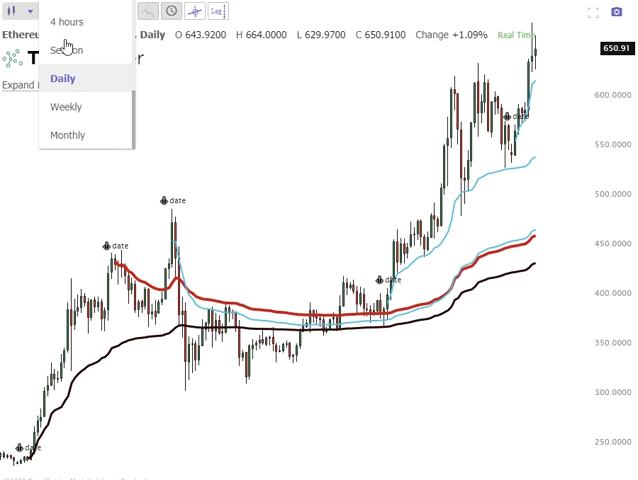 4 hours
Session
Daily
Weekly
Monthly
Log
Ethereu
, Daily O 643.9200 H 664.0000 L 629.9700 C 650.9100 Change +1.09% Real Time
Expand i
650.91
600.0000
550.0000
500.0000
450.0000
400.0000
350.0000
300.0000
250.0000
date
date
date
date
date